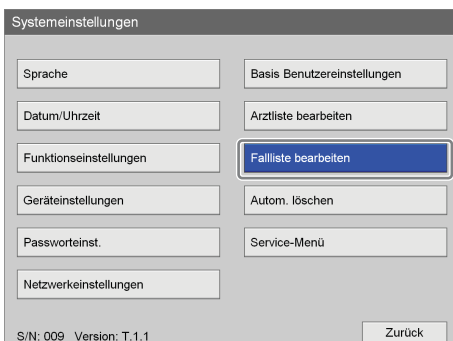 Systemeinstellungen
Sprache
Basis Benutzereinstellungen
Datum/Uhrzeit
Arztliste bearbeiten
Funktionseinstellungen
Fallliste bearbeiten
Geräteinstellungen
Autom. löschen
Passworteinst.
Service-Menü
Netzwerkeinstellungen
S/N: 009 Version: T.1.1
Zurück